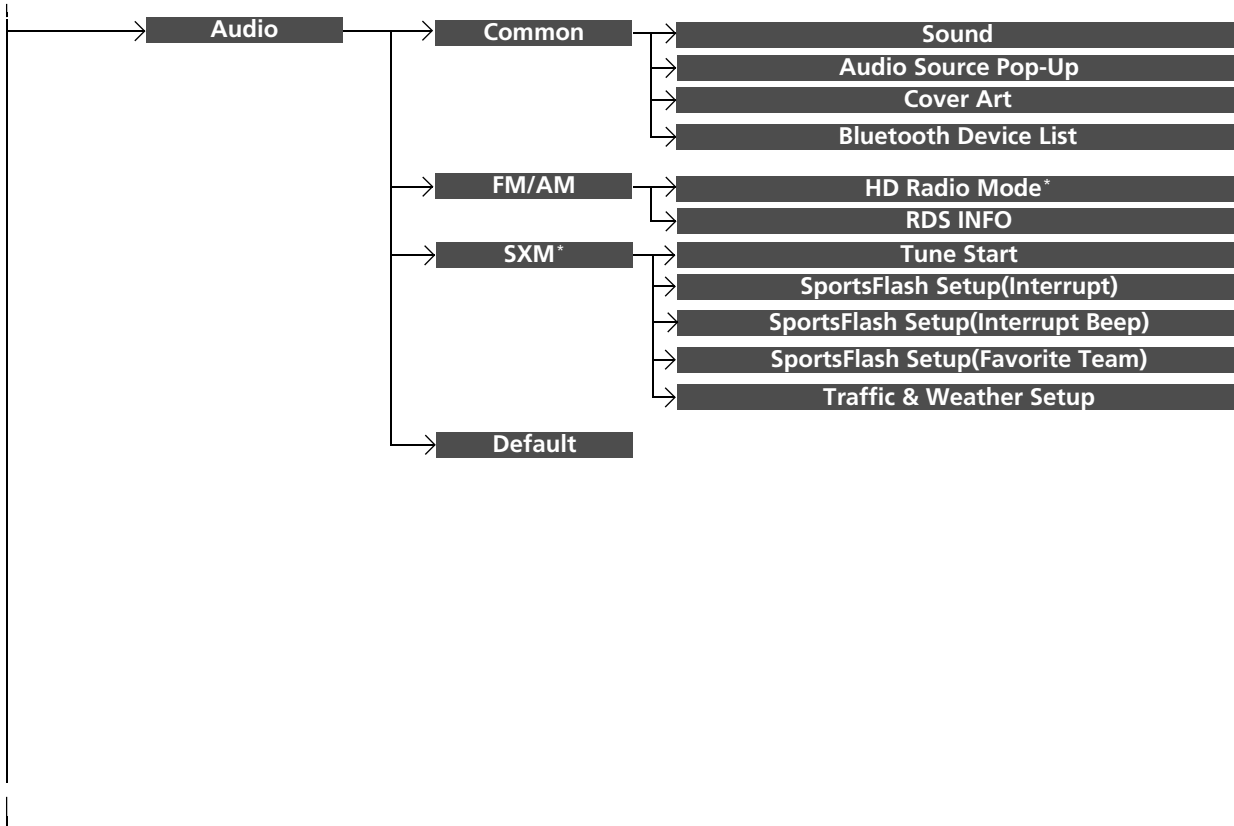 Audio
Common
Sound
Audio Source Pop-Up
Cover Art
Bluetooth Device List
FM/AM
HD Radio Mode*
RDS INFO
SXM*
Tune Start
SportsFlash Setup(Interrupt)
SportsFlash Setup(Interrupt Beep)
SportsFlash Setup(Favorite Team)
Traffic & Weather Setup
Default